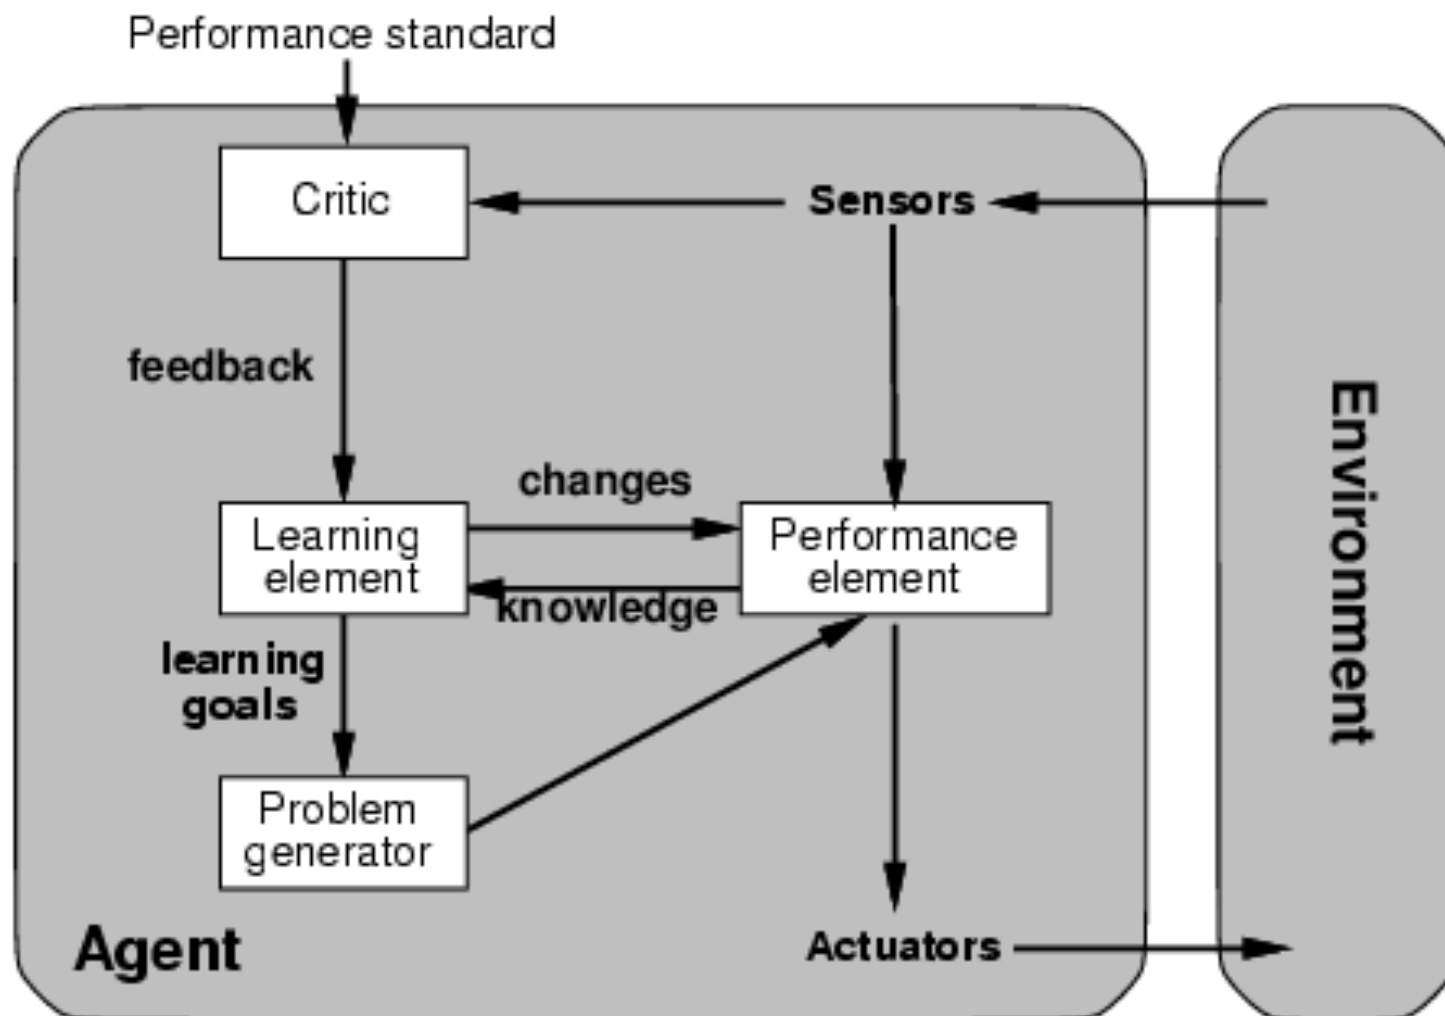 Performance standard
Critic
Sensors
feedback
changes
Learning
element
Performance
element
knowledge
learning
goals
Problem
generator
Agent
Actuators
Environment